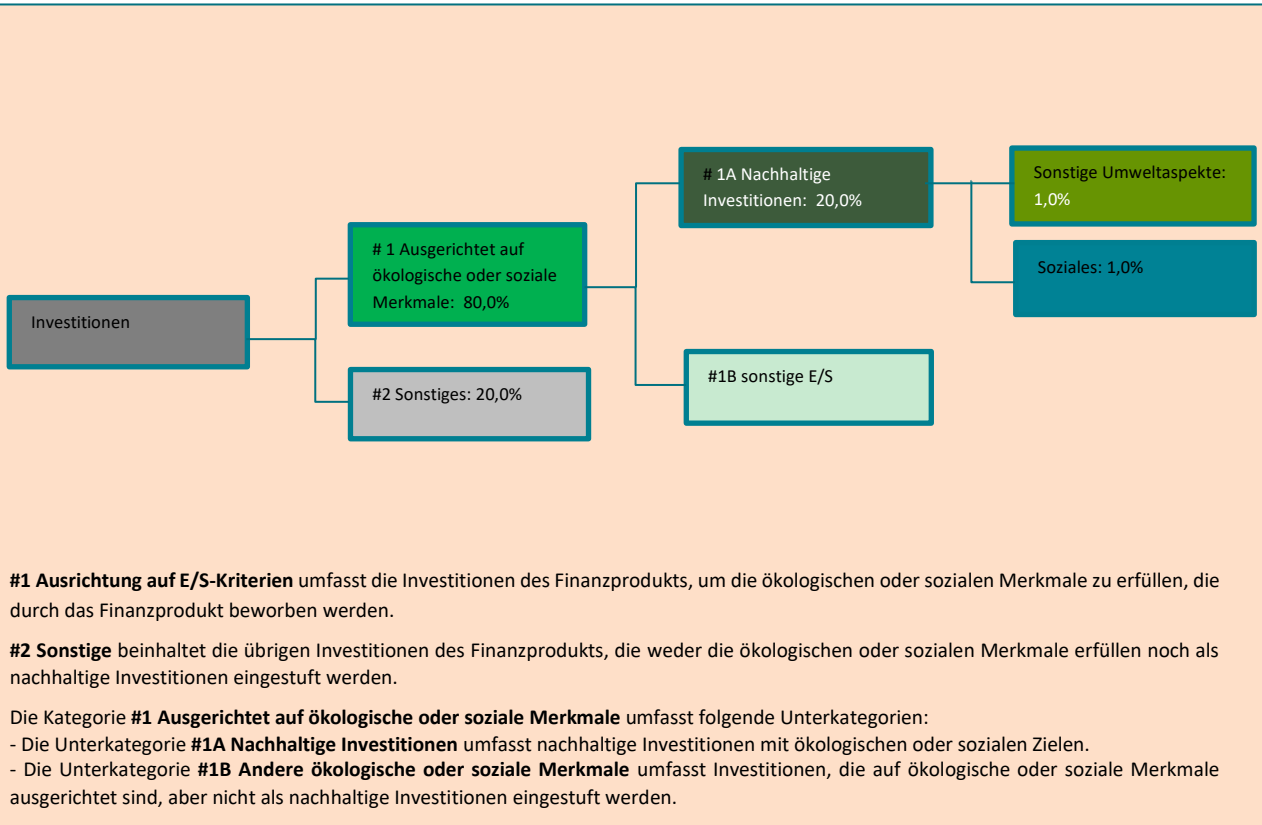 # 1A Nachhaltige
Investitionen:  20,0%
Sonstige Umweltaspekte:
1,0%
# 1 Ausgerichtet auf
ökologische oder soziale
Merkmale:  80,0%
Soziales: 1,0%
Investitionen
#2 Sonstiges: 20,0%
#1B sonstige E/S
#1 Ausrichtung auf E/S-Kriterien umfasst die Investitionen des Finanzprodukts, um die ökologischen oder sozialen Merkmale zu erfüllen, die
durch das Finanzprodukt beworben werden.
#2 Sonstige beinhaltet die übrigen Investitionen des Finanzprodukts, die weder die ökologischen oder sozialen Merkmale erfüllen noch als
nachhaltige Investitionen eingestuft werden.
Die Kategorie #1 Ausgerichtet auf ökologische oder soziale Merkmale umfasst folgende Unterkategorien:
- Die Unterkategorie #1A Nachhaltige Investitionen umfasst nachhaltige Investitionen mit ökologischen oder sozialen Zielen.
- Die Unterkategorie #1B Andere ökologische oder soziale Merkmale umfasst Investitionen, die auf ökologische oder soziale Merkmale
ausgerichtet sind, aber nicht als nachhaltige Investitionen eingestuft werden.